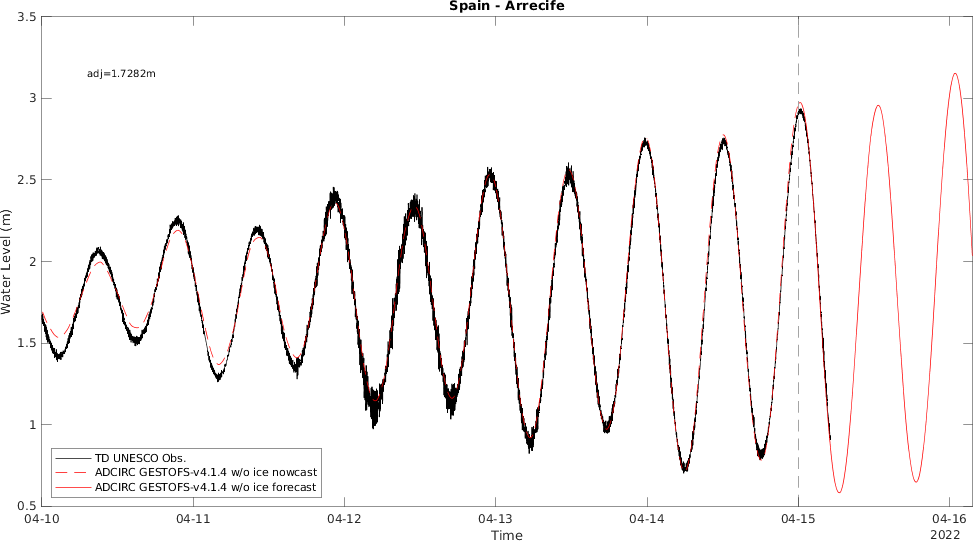 Spain - Arrecife
3.5
adj=1.7282m
3
2.5
2
1.5
1
0.5
Water Level (m)
TD UNESCO Obs.
ADCIRC GESTOFS-v4.1.4 w/o ice nowcast
ADCIRC GESTOFS-v4.1.4 w/o ice forecast
04-10
04-11
04-12
04-13
04-14
04-15
04-16
Time
2022